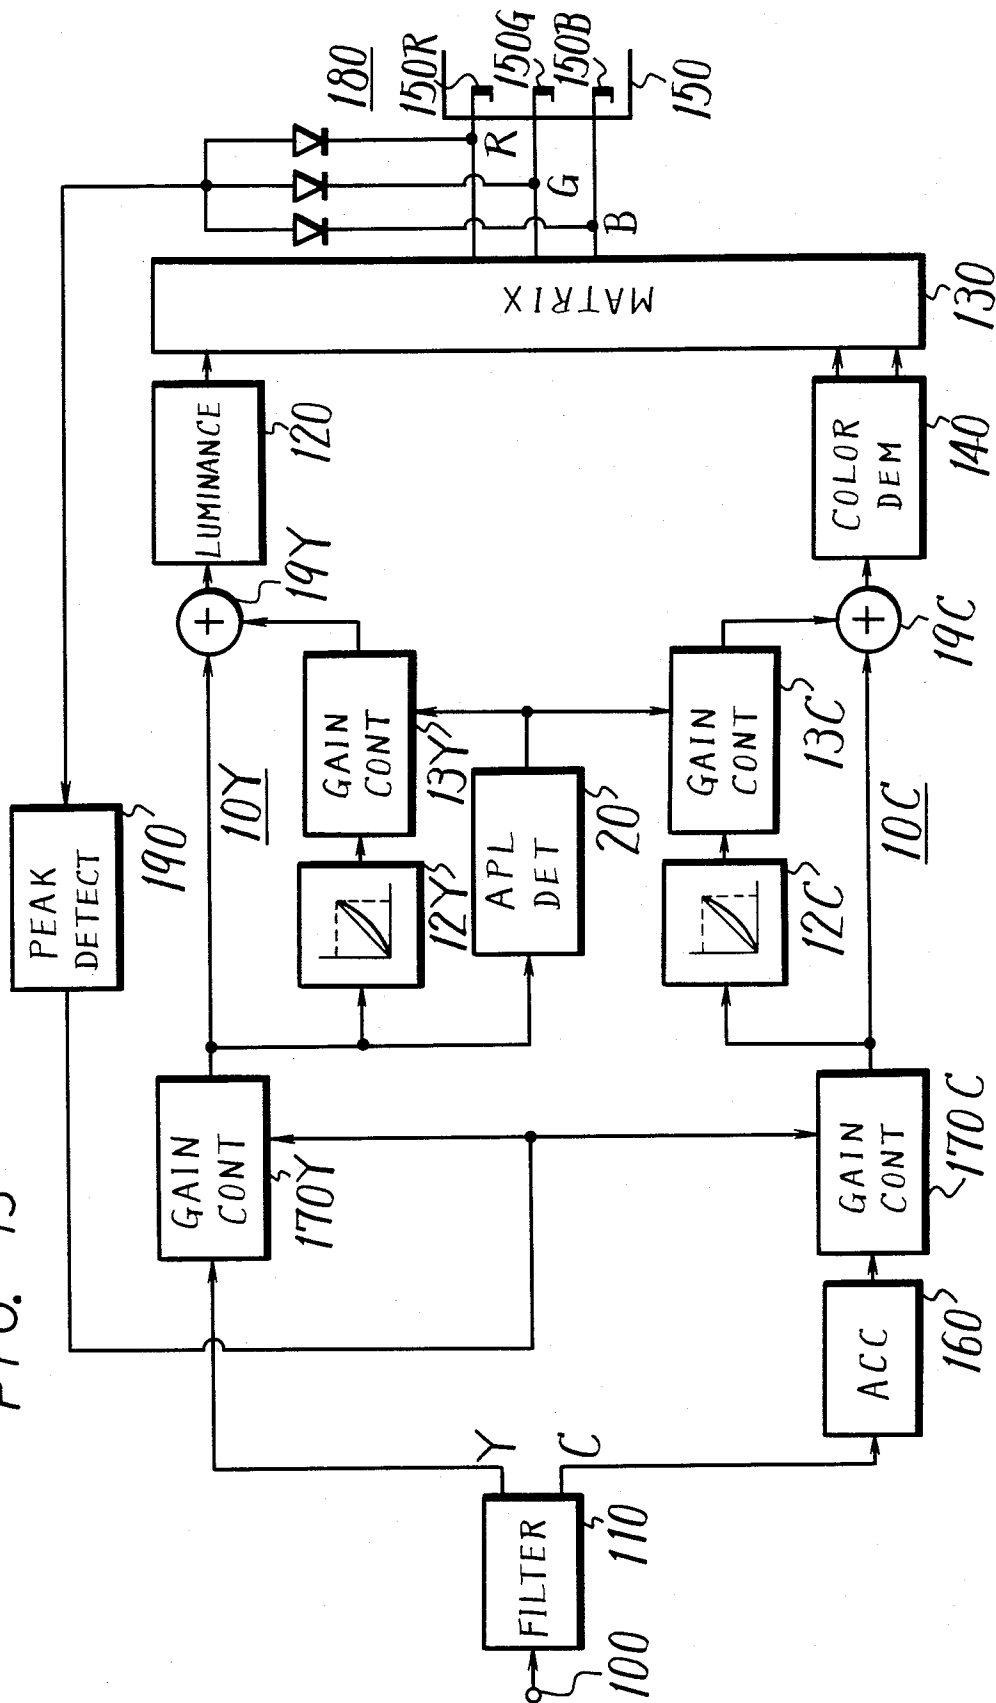 FIG. 15
100
FILTER
110
Y
C
ACC
160
GAIN
CONT
170Y
GAIN
CONT
170C
PEAK
DETECT
190
10Y
12Y
GAIN
CONT
13Y
APL
DET
20
12C
GAIN
CONT
13C
10C
+
19Y
+
19C
LUMINANCE
120
COLOR
DEM
140
MATRIX
130
R
G
B
180
150R
150G
150B
150